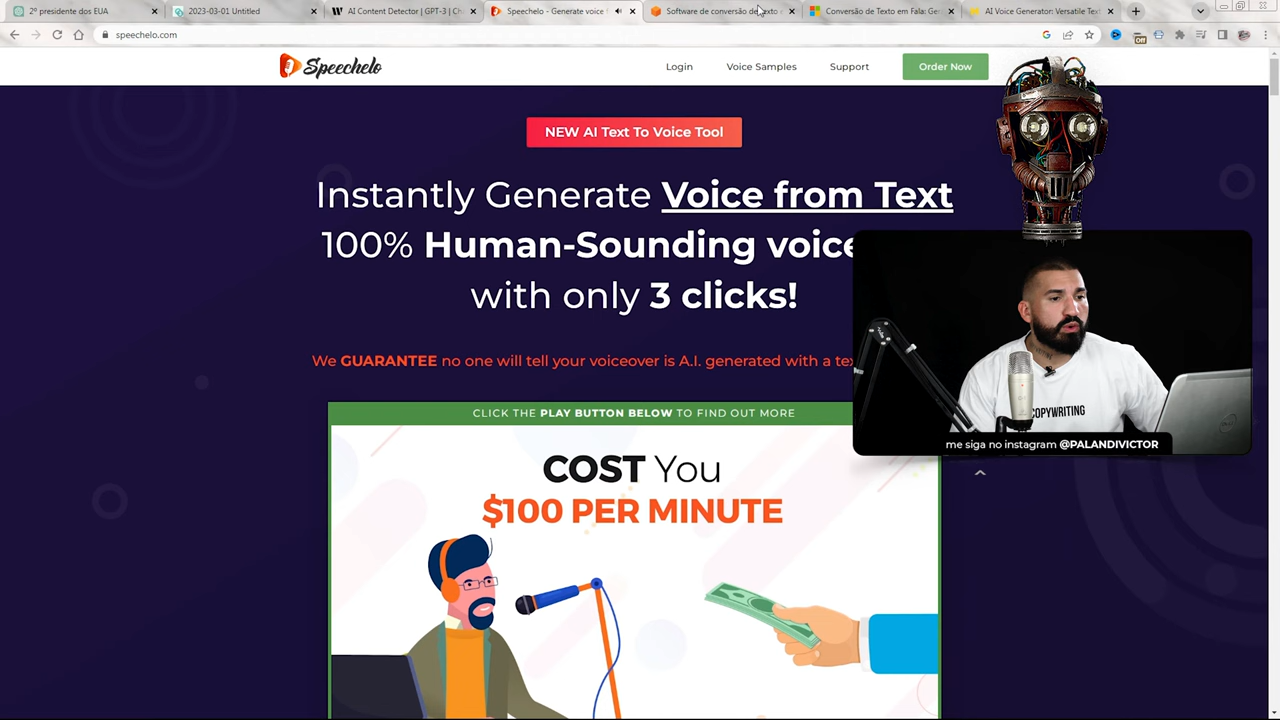 2º presidente dos EUA
2023-03-01 Untitled
AI Content Detector | GPT-3 | Ch
Speechelo - Generate voice f
Software de conversão de texto
Conversão de Texto em Fala: Ge
AI Voice Generator: Versatile Tex
speechelo.com
Off
Speechelo
Login
Voice Samples
Support
Order Now
NEW AI Text To Voice Tool
Instantly Generate Voice from Text
100% Human-Sounding voice
with only 3 clicks!
We GUARANTEE no one will tell your voiceover is A.I. generated with a tex
CLICK THE PLAY BUTTON BELOW TO FIND OUT MORE
COST You
$100 PER MINUTE
COPYWRITING
me siga no instagram @PALANDIVICTOR